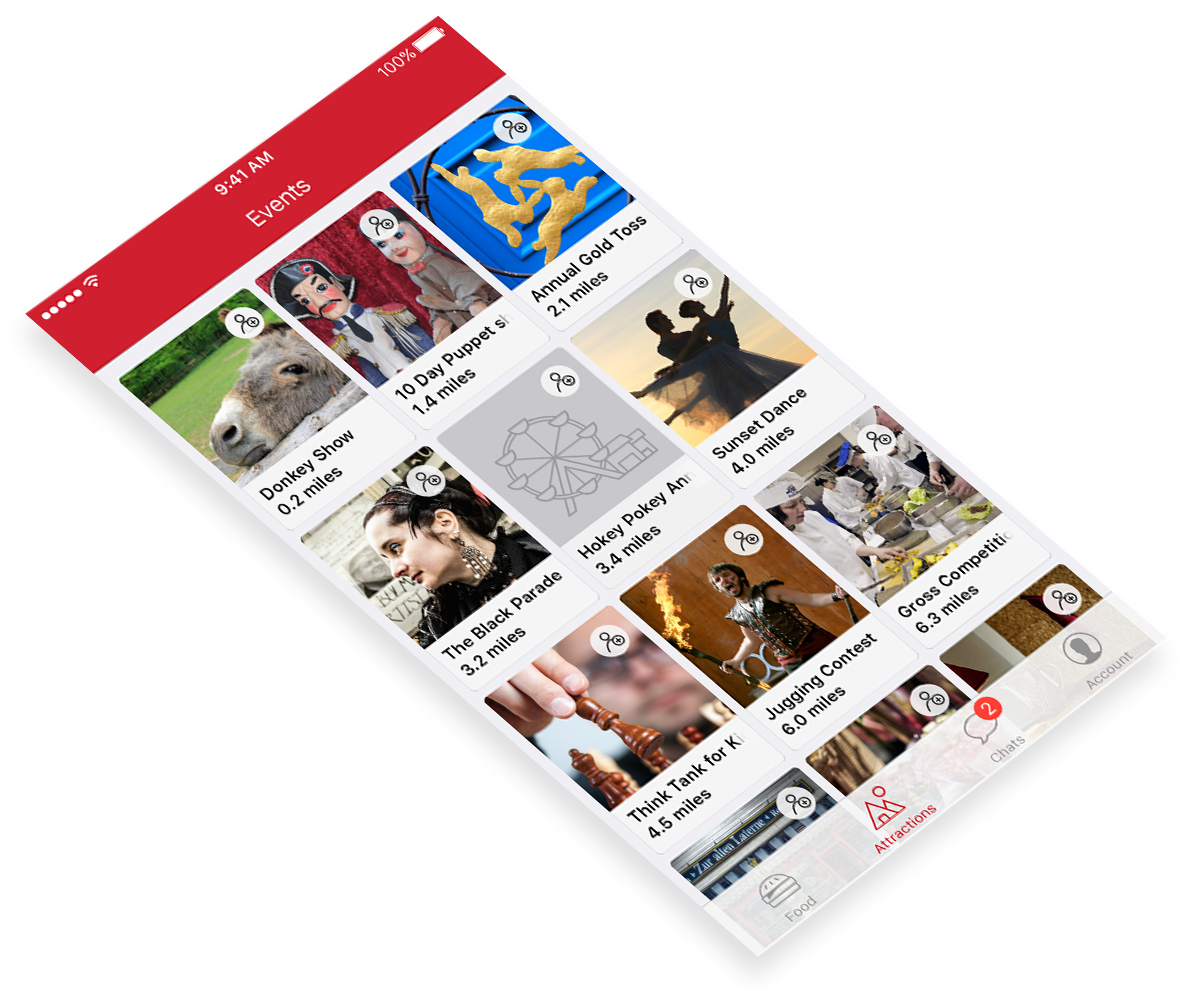 9:41 AM
100%
Events
Donkey Show
0.2 miles
10 Day Puppet
1.4 miles
Annual Gold Toss
2.1 miles
The Black Parade
3.2 miles
Hokey Pokey
3.4 miles
Sunset Dance
4.0 miles
Think Tank for
4.5 miles
Jugging Contest
6.0 miles
Gross Competitic
6.3 miles
Zur alten Laterne
Food
Attractions
2
Chats
Account